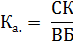 Ка. = СК / ВБ